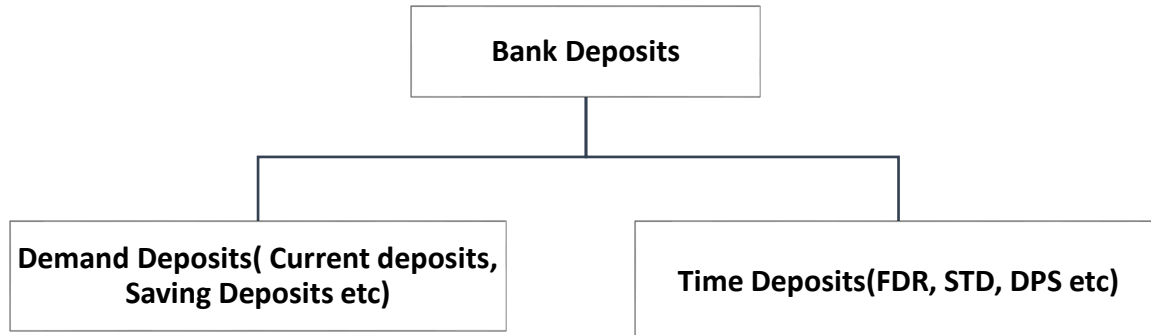 Bank Deposits
Demand Deposits( Current deposits,
Saving Deposits etc)
Time Deposits(FDR, STD, DPS etc)